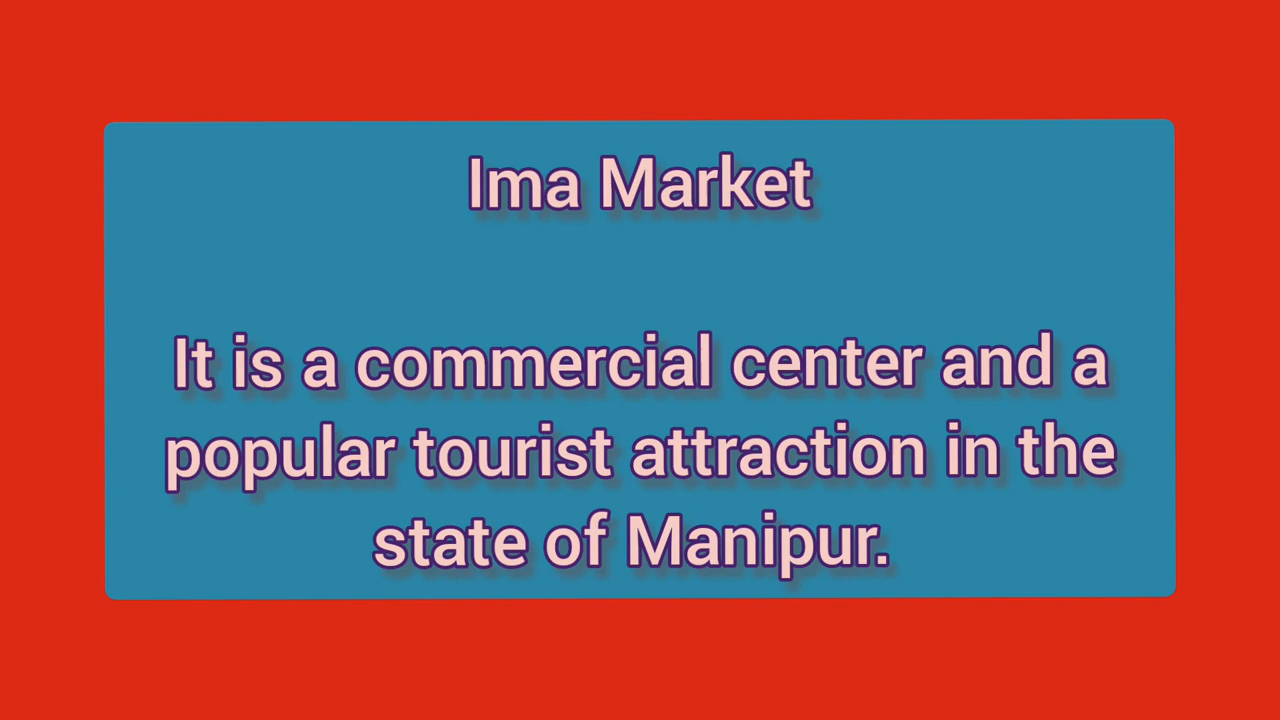 Ima Market
It is a commercial center and a
popular tourist attraction in the
state of Manipur.